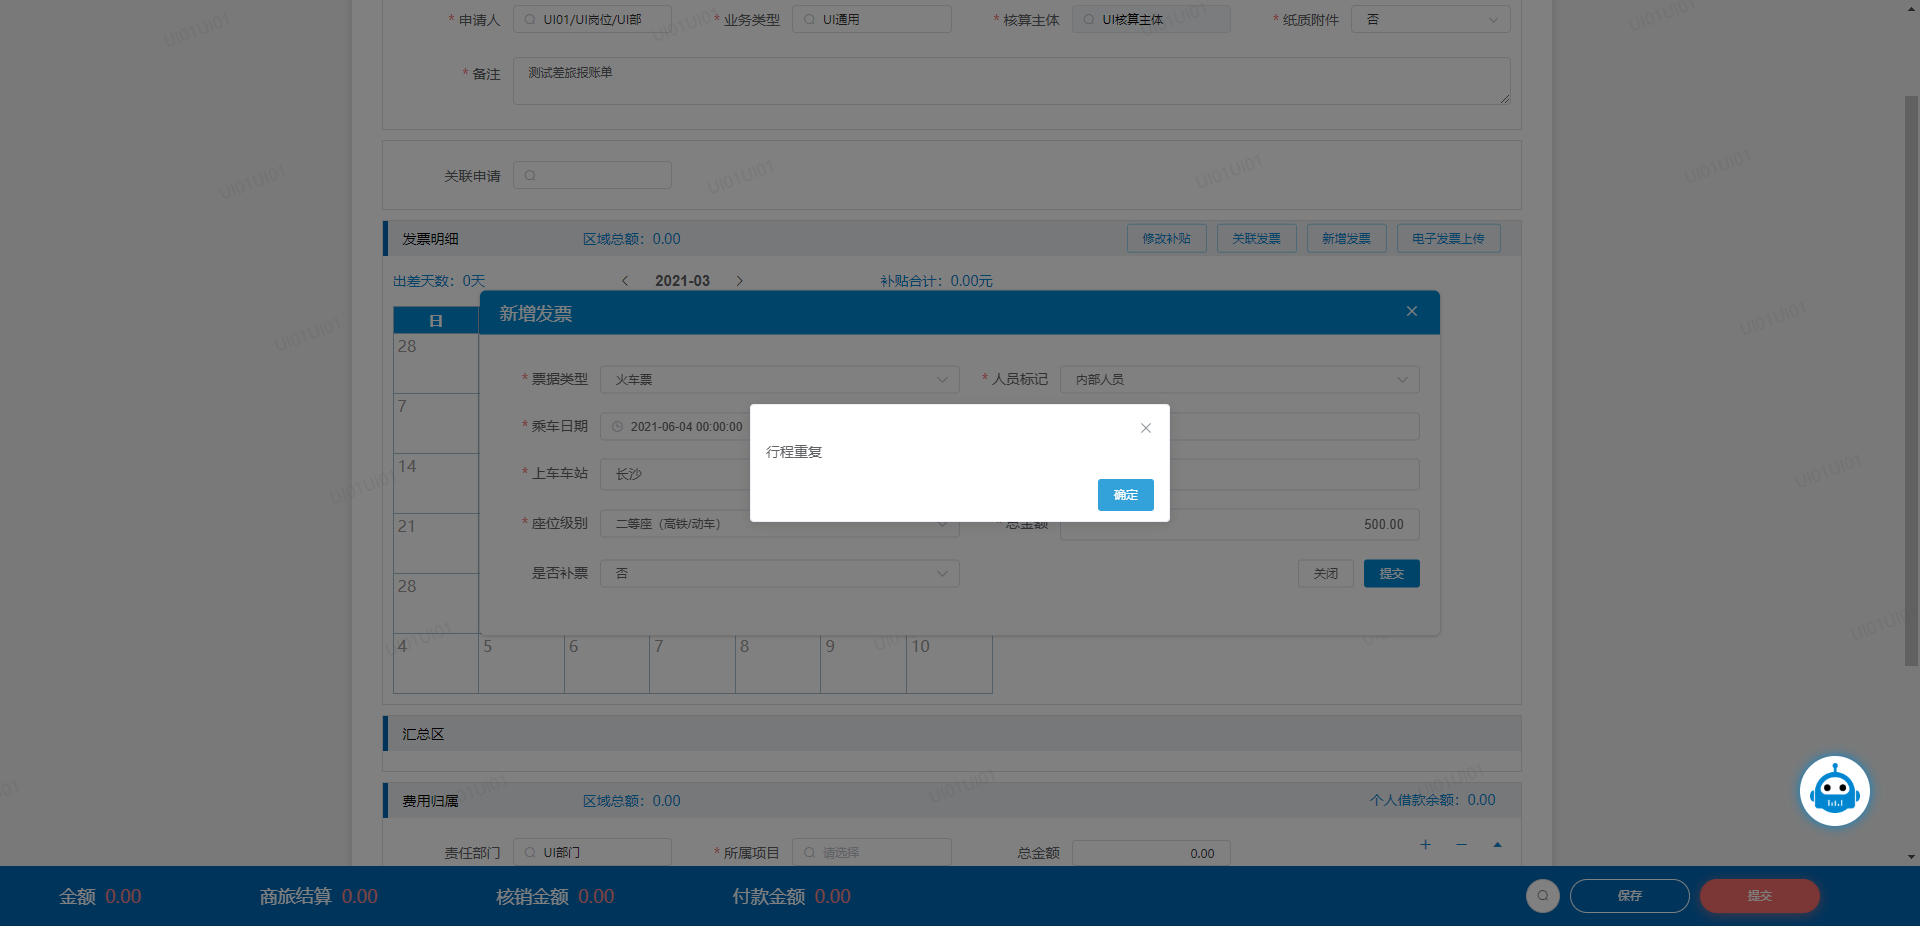 * 申请人 UI01/UI岗位/UI部 * 业务类型 UI通用 * 核算主体 UI核算主体 * 纸质附件 否
* 备注 测试差旅报账单
关联申请
发票明细 区域总额：0.00 修改补贴 关联发票 新增发票 电子发票上传
出差天数：0天 2021-03 补贴合计：0.00元
新增发票
日
28
* 票据类型 火车票 * 人员标记 内部人员
7
* 乘车日期 2021-06-04 00:00:00
行程重复
14
* 上车车站 长沙
确定
21
* 座位级别 二等座（高铁/动车） * 总金额 500.00
28
是否补票 否 关闭 提交
4 5 6 7 8 9 10
汇总区
费用归属 区域总额：0.00 个人借款余额：0.00
责任部门 UI部门 * 所属项目 请选择 总金额 0.00
金额 0.00 商旅结算 0.00 核销金额 0.00 付款金额 0.00 保存 提交
UI01UI01